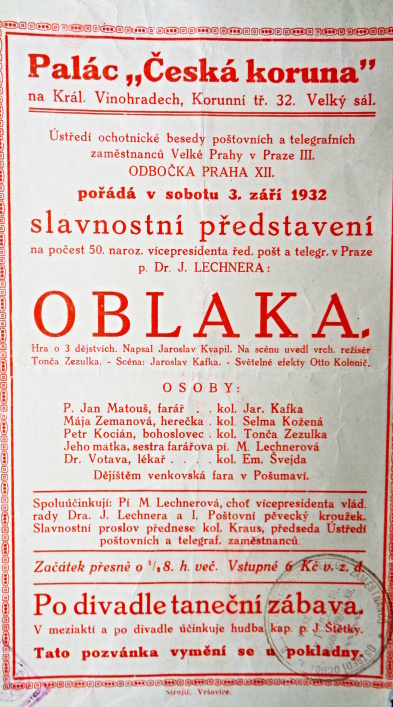 Palác „Česká koruna”
na Král. Vinohradech, Korunní tř. 32. Velký sál.
Ústředí ochotnické besedy poštovních a telegrafních
zaměstnanců Velké Prahy v Praze III.
ODBOČKA PRAHA XII.
pořádá v sobotu 3. září 1932
slavnostní představení
na počest 50. naroz. vícepresidenta řed. pošt a telegr. v Praze
p. Dr. J. LECHNERA:
OBLAKA.
Hra o 3 dějstvích. Napsal Jaroslav Kvapil. Na scénu uvedl vrch. režisér
Tonča Zezulka. - Scéna: Jaroslav Kafka. - Světelné efekty Otto Kolonič.
OSOBY:
P. Jan Matouš, farář . . kol. Jar. Kafka
Mája Zemanová, herečka . kol. Selma Kožená
Petr Kocián, bohoslovec . kol. Tonča Zezulka
Jeho matka, sestra farářova pí. M. Lechnerová
Dr. Votava, lékař . . . . kol. Em. Švejda
Dějištěm venkovská fara v Pošumaví.
Spoluúčinkují: Pí. M. Lechnerová, choť vicepresidenta vlád.
rady Dra. J. Lechnera a I. Poštovní pěvecký kroužek.
Slavnostní proslov přednese kol. Kraus, předseda Ústředí
poštovních a telegraf. zaměstnanců.
Začátek přesně o ½8. h. več. Vstupné 6 Kč v. z. d.
Po divadle taneční zábava.
V meziaktí a po divadle účinkuje hudba kap. p. J. Štětky.
Tato pozvánka vymění se u pokladny.
Strojil, Vršovice.